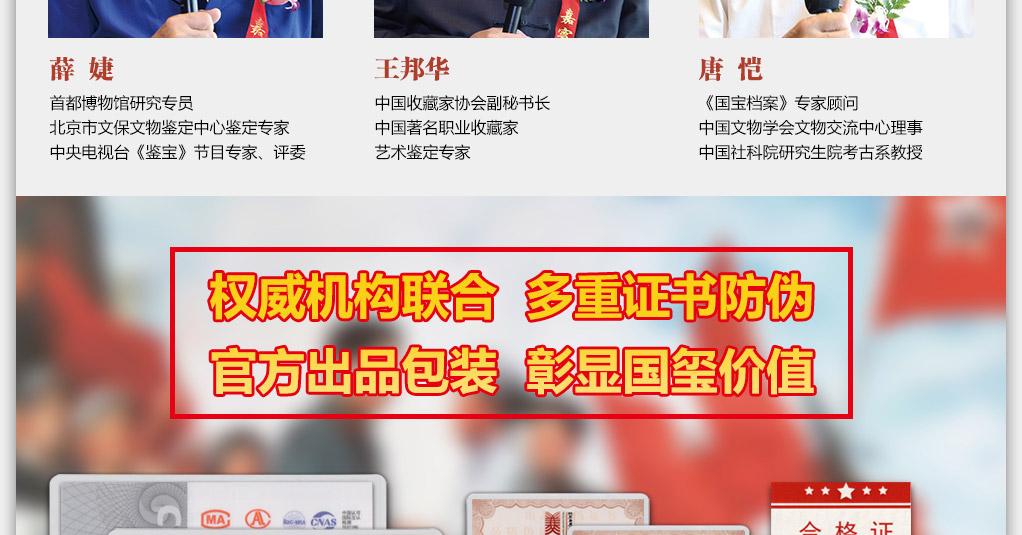 嘉宾
嘉宾
薛 婕
首都博物馆研究专员
北京市文保文物鉴定中心鉴定专家
中央电视台《鉴宝》节目专家、评委
王邦华
中国收藏家协会副秘书长
中国著名职业收藏家
艺术鉴定专家
唐 恺
《国宝档案》专家顾问
中国文物学会文物交流中心理事
中国社科院研究生院考古系教授
权威机构联合 多重证书防伪
官方出品包装 彰显国玺价值
MA
CNAS
合格证